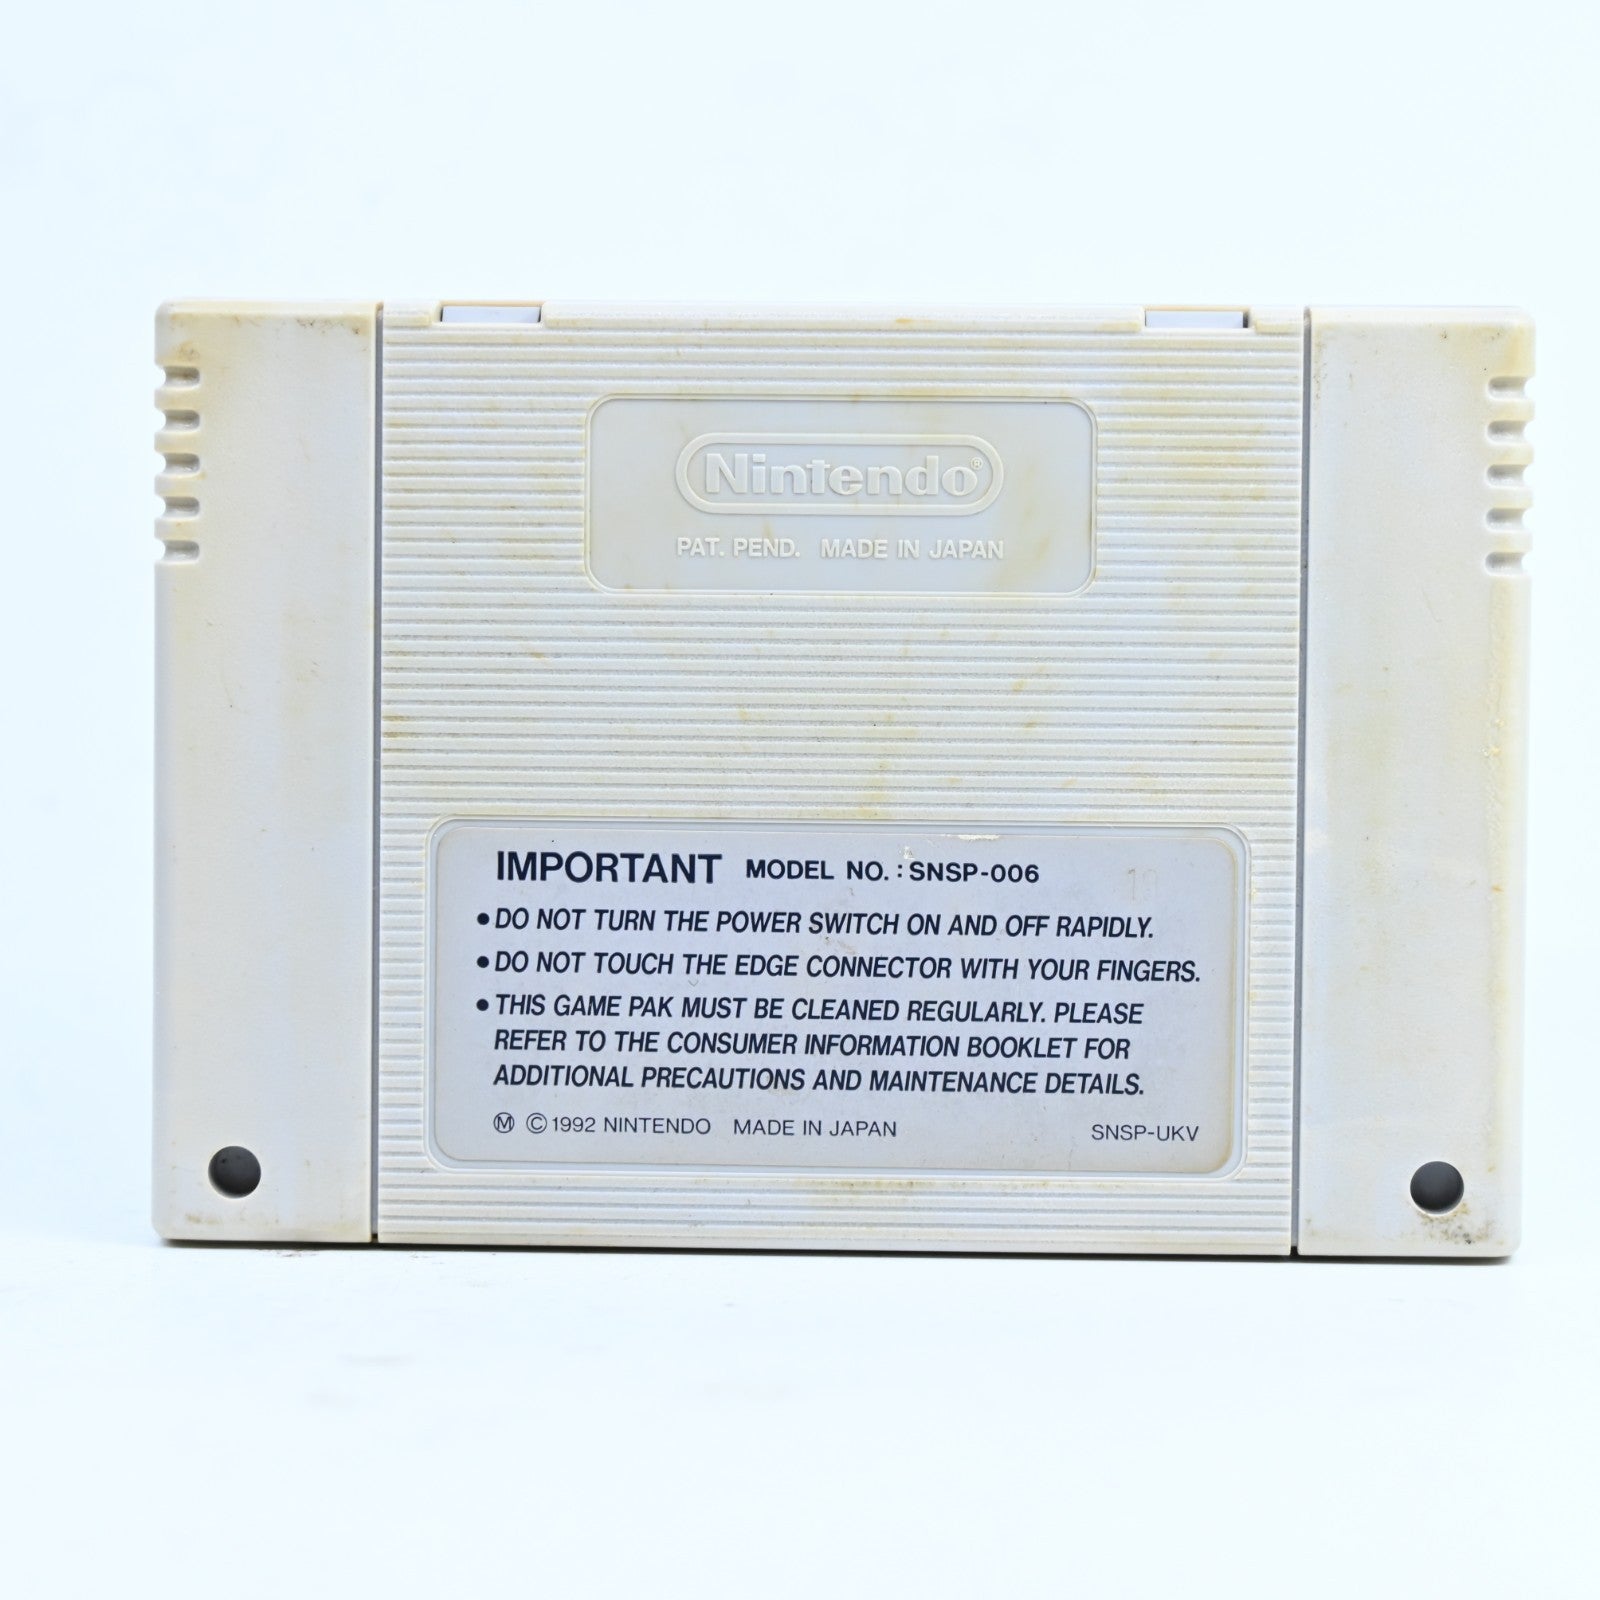 Nintendo®
PAT. PEND. MADE IN JAPAN
IMPORTANT MODEL NO. : SNSP-006
10
● DO NOT TURN THE POWER SWITCH ON AND OFF RAPIDLY.
● DO NOT TOUCH THE EDGE CONNECTOR WITH YOUR FINGERS.
● THIS GAME PAK MUST BE CLEANED REGULARLY. PLEASE
REFER TO THE CONSUMER INFORMATION BOOKLET FOR
ADDITIONAL PRECAUTIONS AND MAINTENANCE DETAILS.
Ⓜ © 1992 NINTENDO MADE IN JAPAN SNSP-UKV